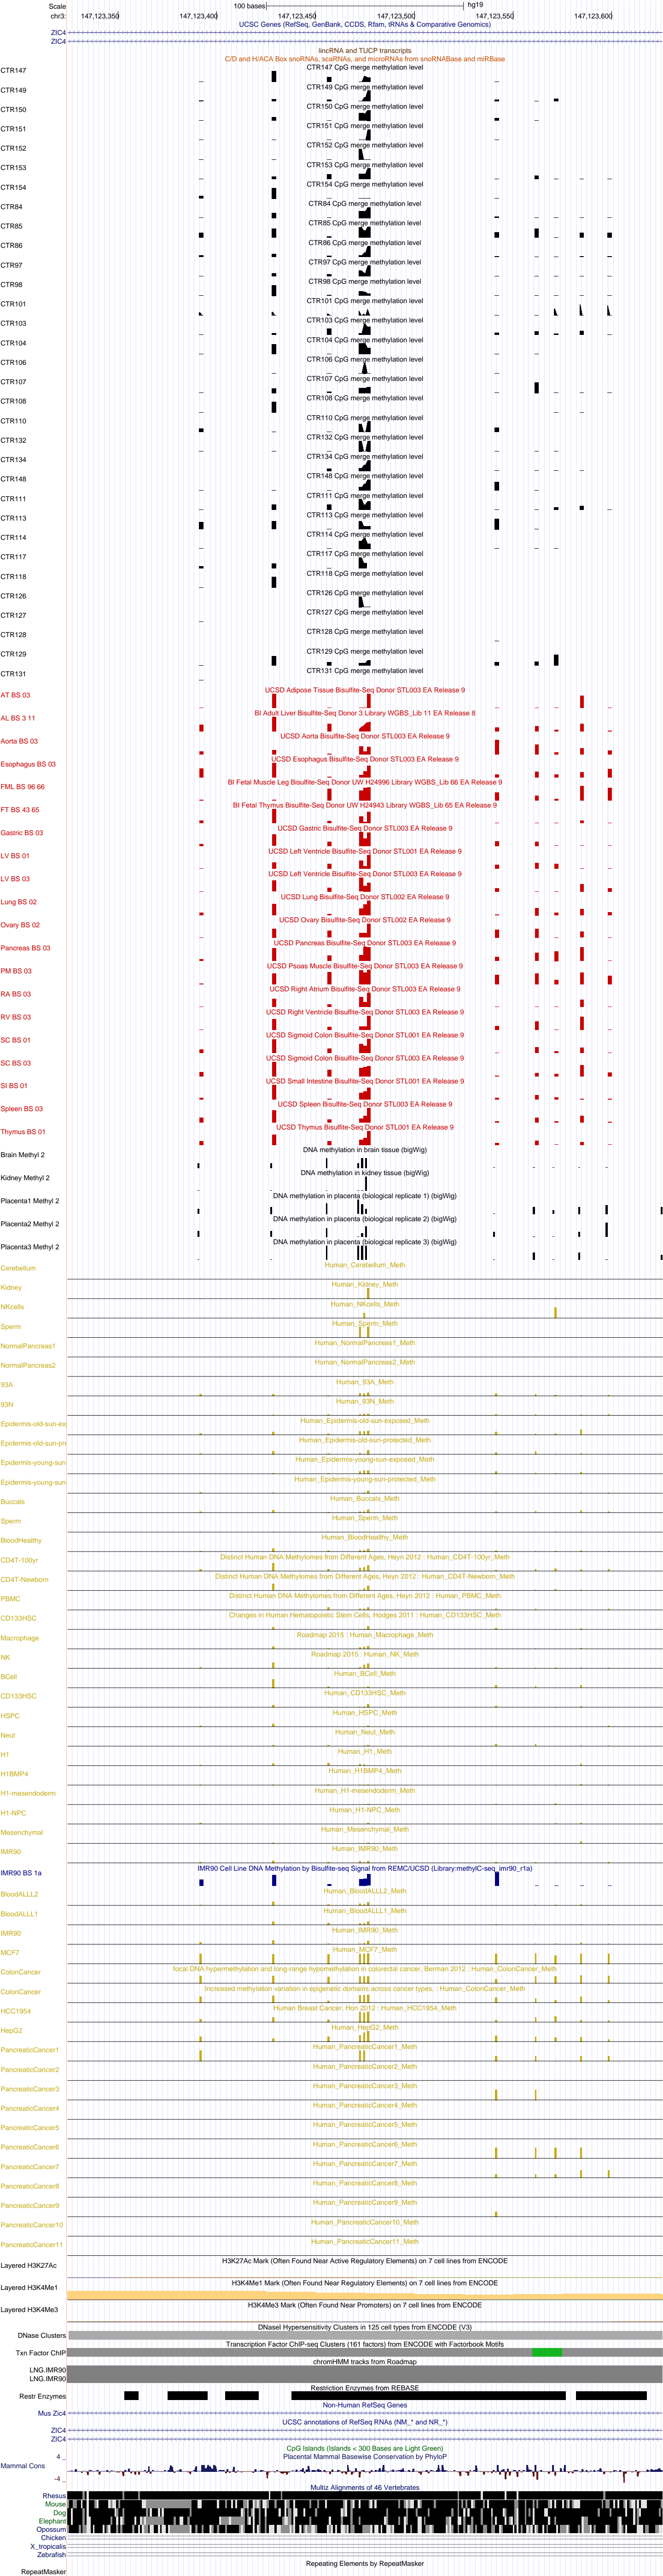 Scale 100 bases hg19
chr3: 147,123,350 147,123,400 147,123,450 147,123,500 147,123,550 147,123,600
UCSC Genes (RefSeq, GenBank, CCDS, Rfam, tRNAs & Comparative Genomics)
ZIC4
ZIC4
lincRNA and TUCP transcripts
C/D and H/ACA Box snoRNAs, scaRNAs, and microRNAs from snoRNABase and miRBase
CTR147 CpG merge methylation level
CTR147
CTR149 CpG merge methylation level
CTR149
CTR150 CpG merge methylation level
CTR150
CTR151 CpG merge methylation level
CTR151
CTR152 CpG merge methylation level
CTR152
CTR153 CpG merge methylation level
CTR153
CTR154 CpG merge methylation level
CTR154
CTR84 CpG merge methylation level
CTR84
CTR85 CpG merge methylation level
CTR85
CTR86 CpG merge methylation level
CTR86
CTR97 CpG merge methylation level
CTR97
CTR98 CpG merge methylation level
CTR98
CTR101 CpG merge methylation level
CTR101
CTR103 CpG merge methylation level
CTR103
CTR104 CpG merge methylation level
CTR104
CTR106 CpG merge methylation level
CTR106
CTR107 CpG merge methylation level
CTR107
CTR108 CpG merge methylation level
CTR108
CTR110 CpG merge methylation level
CTR110
CTR132 CpG merge methylation level
CTR132
CTR134 CpG merge methylation level
CTR134
CTR148 CpG merge methylation level
CTR148
CTR111 CpG merge methylation level
CTR111
CTR113 CpG merge methylation level
CTR113
CTR114 CpG merge methylation level
CTR114
CTR117 CpG merge methylation level
CTR117
CTR118 CpG merge methylation level
CTR118
CTR126 CpG merge methylation level
CTR126
CTR127 CpG merge methylation level
CTR127
CTR128 CpG merge methylation level
CTR128
CTR129 CpG merge methylation level
CTR129
CTR131 CpG merge methylation level
CTR131
UCSD Adipose Tissue Bisulfite-Seq Donor STL003 EA Release 9
AT BS 03
BI Adult Liver Bisulfite-Seq Donor 3 Library WGBS_Lib 11 EA Release 8
AL BS 3 11
UCSD Aorta Bisulfite-Seq Donor STL003 EA Release 9
Aorta BS 03
UCSD Esophagus Bisulfite-Seq Donor STL003 EA Release 9
Esophagus BS 03
BI Fetal Muscle Leg Bisulfite-Seq Donor UW H24996 Library WGBS_Lib 66 EA Release 9
FML BS 96 66
BI Fetal Thymus Bisulfite-Seq Donor UW H24943 Library WGBS_Lib 65 EA Release 9
FT BS 43 65
UCSD Gastric Bisulfite-Seq Donor STL003 EA Release 9
Gastric BS 03
UCSD Left Ventricle Bisulfite-Seq Donor STL001 EA Release 9
LV BS 01
UCSD Left Ventricle Bisulfite-Seq Donor STL003 EA Release 9
LV BS 03
UCSD Lung Bisulfite-Seq Donor STL002 EA Release 9
Lung BS 02
UCSD Ovary Bisulfite-Seq Donor STL002 EA Release 9
Ovary BS 02
UCSD Pancreas Bisulfite-Seq Donor STL003 EA Release 9
Pancreas BS 03
UCSD Psoas Muscle Bisulfite-Seq Donor STL003 EA Release 9
PM BS 03
UCSD Right Atrium Bisulfite-Seq Donor STL003 EA Release 9
RA BS 03
UCSD Right Ventricle Bisulfite-Seq Donor STL003 EA Release 9
RV BS 03
UCSD Sigmoid Colon Bisulfite-Seq Donor STL001 EA Release 9
SC BS 01
UCSD Sigmoid Colon Bisulfite-Seq Donor STL003 EA Release 9
SC BS 03
UCSD Small Intestine Bisulfite-Seq Donor STL001 EA Release 9
SI BS 01
UCSD Spleen Bisulfite-Seq Donor STL003 EA Release 9
Spleen BS 03
UCSD Thymus Bisulfite-Seq Donor STL001 EA Release 9
Thymus BS 01
DNA methylation in brain tissue (bigWig)
Brain Methyl 2
DNA methylation in kidney tissue (bigWig)
Kidney Methyl 2
DNA methylation in placenta (biological replicate 1) (bigWig)
Placenta1 Methyl 2
DNA methylation in placenta (biological replicate 2) (bigWig)
Placenta2 Methyl 2
DNA methylation in placenta (biological replicate 3) (bigWig)
Placenta3 Methyl 2
Human_Cerebellum_Meth
Cerebellum
Human_Kidney_Meth
Kidney
Human_NKcells_Meth
NKcells
Human_Sperm_Meth
Sperm
Human_NormalPancreas1_Meth
NormalPancreas1
Human_NormalPancreas2_Meth
NormalPancreas2
Human_93A_Meth
93A
Human_93N_Meth
93N
Human_Epidermis-old-sun-exposed_Meth
Epidermis-old-sun-ex
Human_Epidermis-old-sun-protected_Meth
Epidermis-old-sun-pr
Human_Epidermis-young-sun-exposed_Meth
Epidermis-young-sun
Human_Epidermis-young-sun-protected_Meth
Epidermis-young-sun
Human_Buccals_Meth
Buccals
Human_Sperm_Meth
Sperm
Human_BloodHealthy_Meth
BloodHealthy
Distinct Human DNA Methylomes from Different Ages, Heyn 2012 : Human_CD4T-100yr_Meth
CD4T-100yr
Distinct Human DNA Methylomes from Different Ages, Heyn 2012 : Human_CD4T-Newborn_Meth
CD4T-Newborn
Distinct Human DNA Methylomes from Different Ages, Heyn 2012 : Human_PBMC_Meth
PBMC
Changes in Human Hematopoietic Stem Cells, Hodges 2011 : Human_CD133HSC_Meth
CD133HSC
Roadmap 2015 : Human_Macrophage_Meth
Macrophage
Roadmap 2015 : Human_NK_Meth
NK
Human_BCell_Meth
BCell
Human_CD133HSC_Meth
CD133HSC
Human_HSPC_Meth
HSPC
Human_Neut_Meth
Neut
Human_H1_Meth
H1
Human_H1BMP4_Meth
H1BMP4
Human_H1-mesendoderm_Meth
H1-mesendoderm
Human_H1-NPC_Meth
H1-NPC
Human_Mesenchymal_Meth
Mesenchymal
Human_IMR90_Meth
IMR90
IMR90 Cell Line DNA Methylation by Bisulfite-seq Signal from REMC/UCSD (Library:methylC-seq_imr90_r1a)
IMR90 BS 1a
Human_BloodALLL2_Meth
BloodALLL2
Human_BloodALLL1_Meth
BloodALLL1
Human_IMR90_Meth
IMR90
Human_MCF7_Meth
MCF7
focal DNA hypermethylation and long-range hypomethylation in colorectal cancer, Berman 2012 : Human_ColonCancer_Meth
ColonCancer
Increased methylation variation in epigenetic domains across cancer types. : Human_ColonCancer_Meth
ColonCancer
Human Breast Cancer, Hon 2012 : Human_HCC1954_Meth
HCC1954
Human_HepG2_Meth
HepG2
Human_PancreaticCancer1_Meth
PancreaticCancer1
Human_PancreaticCancer2_Meth
PancreaticCancer2
Human_PancreaticCancer3_Meth
PancreaticCancer3
Human_PancreaticCancer4_Meth
PancreaticCancer4
Human_PancreaticCancer5_Meth
PancreaticCancer5
Human_PancreaticCancer6_Meth
PancreaticCancer6
Human_PancreaticCancer7_Meth
PancreaticCancer7
Human_PancreaticCancer8_Meth
PancreaticCancer8
Human_PancreaticCancer9_Meth
PancreaticCancer9
Human_PancreaticCancer10_Meth
PancreaticCancer10
Human_PancreaticCancer11_Meth
PancreaticCancer11
H3K27Ac Mark (Often Found Near Active Regulatory Elements) on 7 cell lines from ENCODE
Layered H3K27Ac
H3K4Me1 Mark (Often Found Near Regulatory Elements) on 7 cell lines from ENCODE
Layered H3K4Me1
H3K4Me3 Mark (Often Found Near Promoters) on 7 cell lines from ENCODE
Layered H3K4Me3
DNaseI Hypersensitivity Clusters in 125 cell types from ENCODE (V3)
DNase Clusters
Transcription Factor ChIP-seq Clusters (161 factors) from ENCODE with Factorbook Motifs
Txn Factor ChIP
chromHMM tracks from Roadmap
LNG.IMR90
LNG.IMR90
Restriction Enzymes from REBASE
Restr Enzymes
Non-Human RefSeq Genes
Mus Zic4
UCSC annotations of RefSeq RNAs (NM_* and NR_*)
ZIC4
ZIC4
CpG Islands (Islands < 300 Bases are Light Green)
Placental Mammal Basewise Conservation by PhyloP
4 _
Mammal Cons
-4 _
Multiz Alignments of 46 Vertebrates
Rhesus
Mouse
Dog
Elephant
Opossum
Chicken
X_tropicalis
Zebrafish
Repeating Elements by RepeatMasker
RepeatMasker